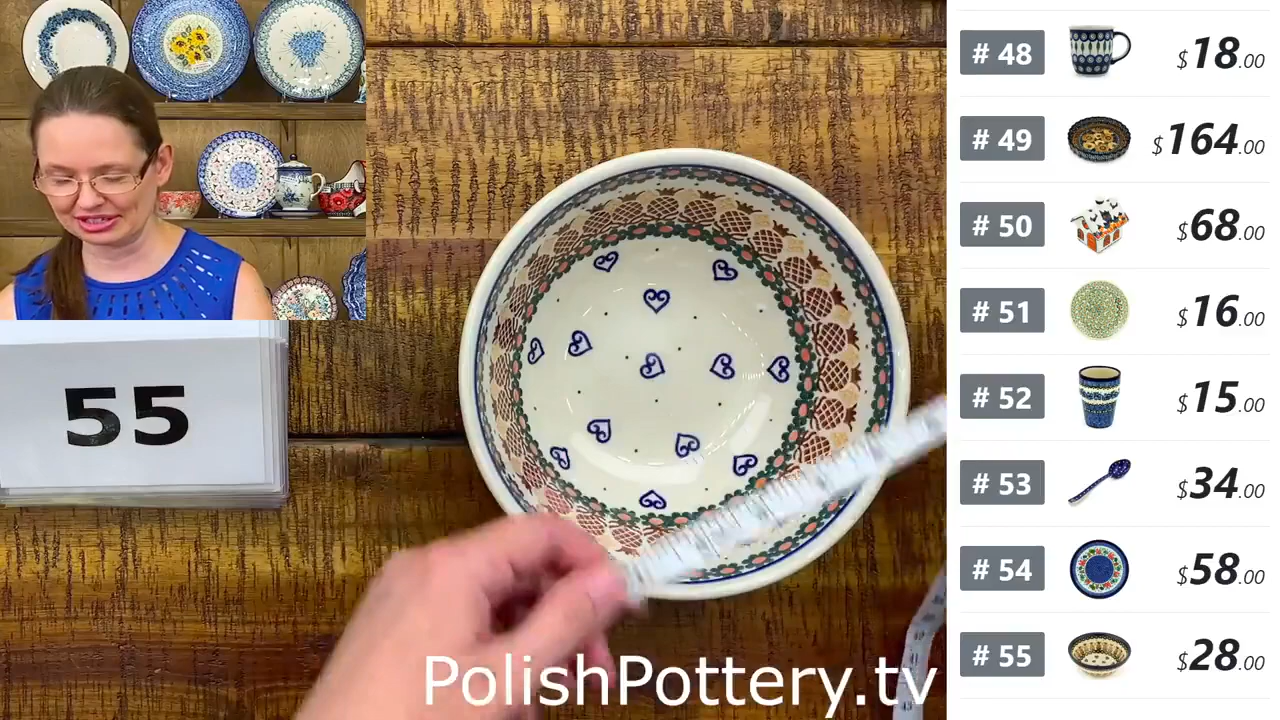 55
PolishPottery.tv
# 48 $18.00
# 49 $164.00
# 50 $68.00
# 51 $16.00
# 52 $15.00
# 53 $34.00
# 54 $58.00
# 55 $28.00